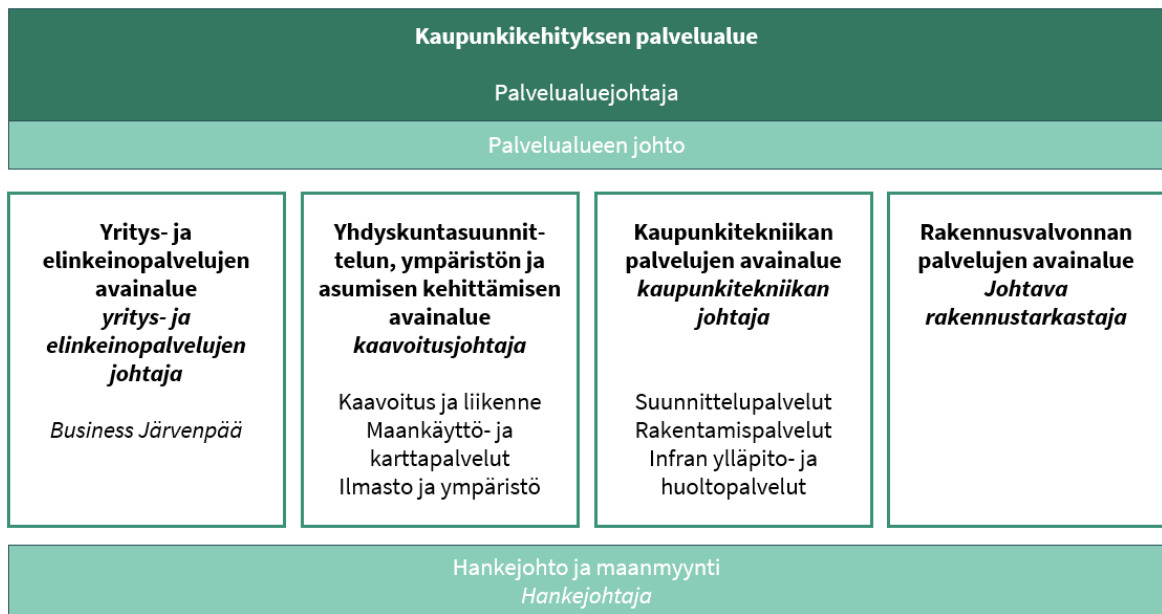 Kaupunkikehityksen palvelualue
Palvelualuejohtaja
Palvelualueen johto
Yritys- ja
elinkeinopalvelujen
avainalue
yritys- ja
elinkeinopalvelujen
johtaja
Business Järvenpää
Yhdyskuntasuunnit-
telun, ympäristön ja
asumisen kehittämisen
avainalue
kaavoitusjohtaja
Kaavoitus ja liikenne
Maankäyttö- ja
karttapalvelut
Ilmasto ja ympäristö
Kaupunkitekniikan
palvelujen avainalue
kaupunkitekniikan
johtaja
Suunnittelupalvelut
Rakentamispalvelut
Infran ylläpito- ja
huoltopalvelut
Rakennusvalvonnan
palvelujen avainalue
Johtava
rakennustarkastaja
Hankejohto ja maanmyynti
Hankejohtaja